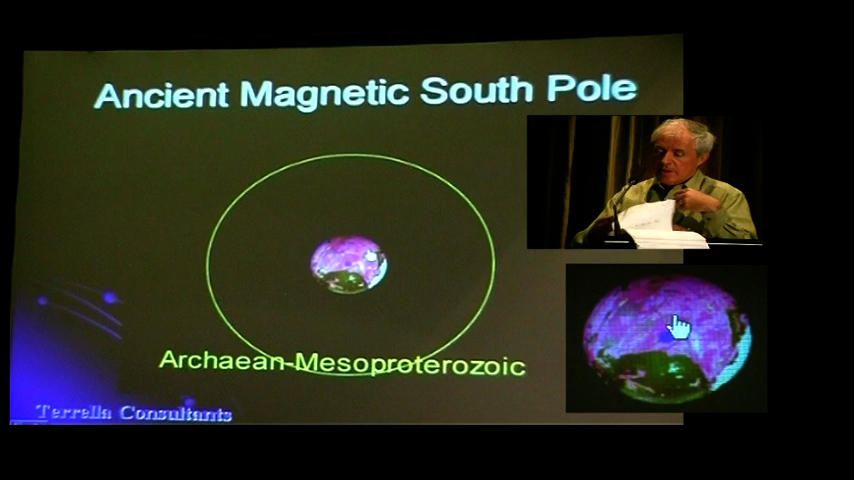 Ancient Magnetic South Pole
Archaean-Mesoproterozoic
Terrella Consultants